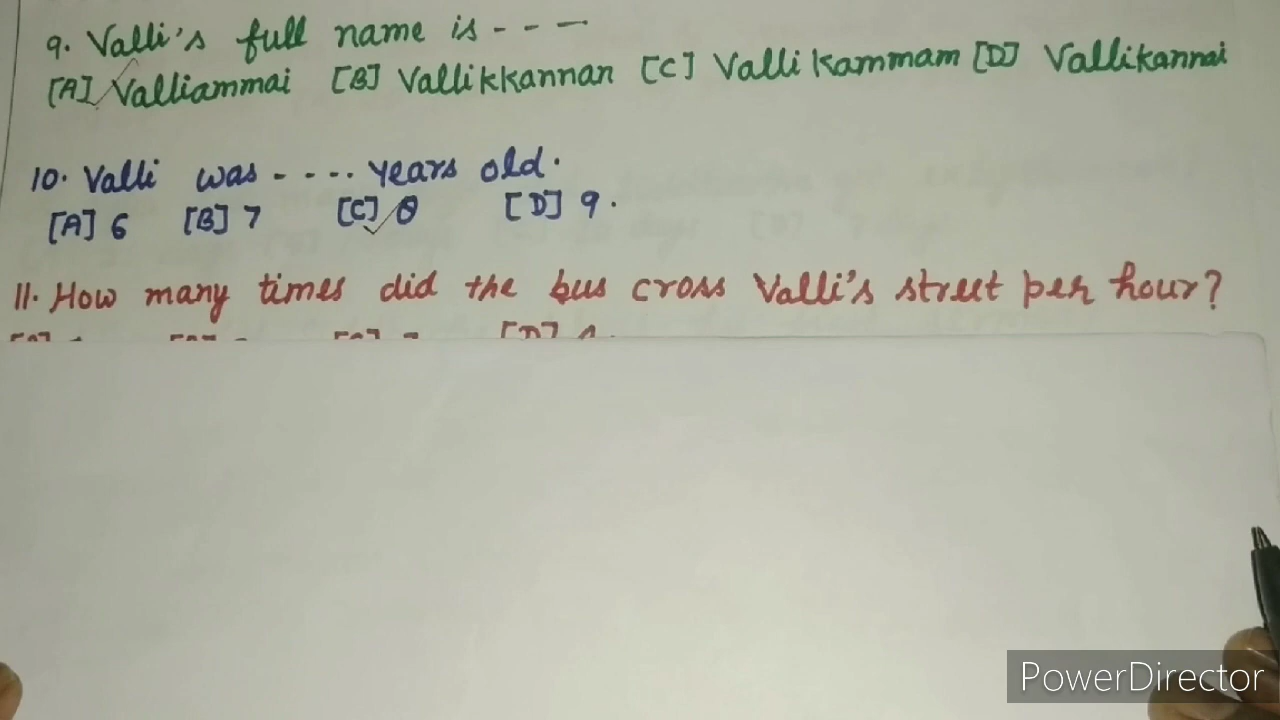 9. Valli's full name is - - - -
[A] Valliammai [B] Vallikkannan [C] Valli kammam [D] Vallikannai
10. Valli was - - - - years old.
[A] 6 [B] 7 [C] 8 [D] 9.
11. How many times did the bus cross Valli's street per hour?
PowerDirector